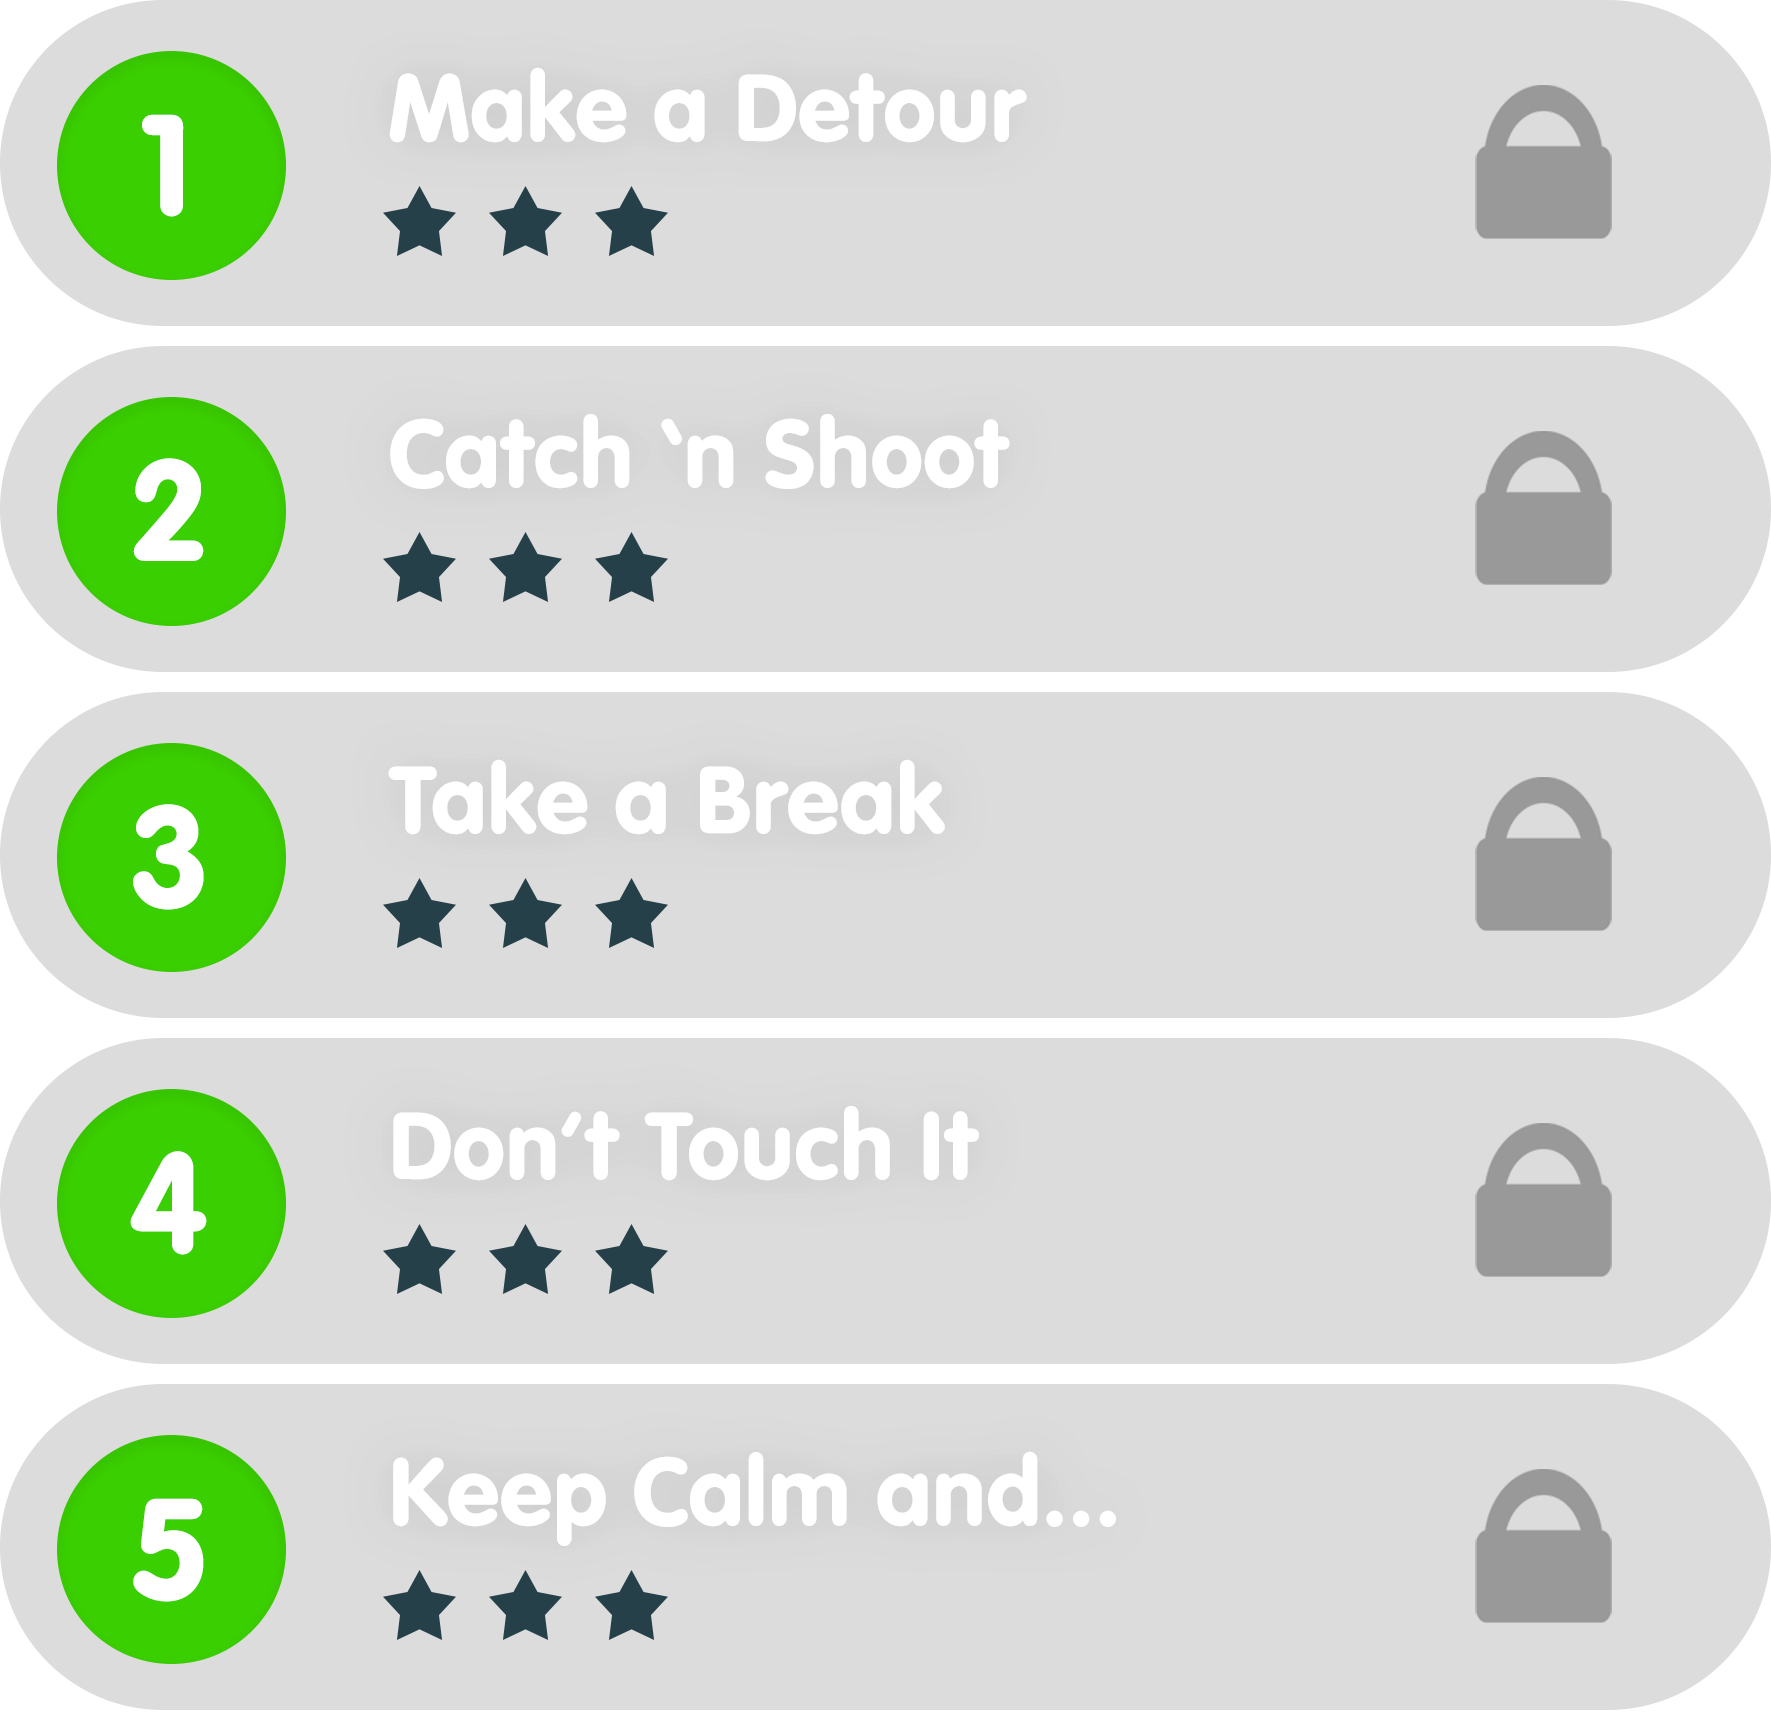 1
Make a Detour
2
Catch `n Shoot
3
Take a Break
4
Don’t Touch It
5
Keep Calm and...